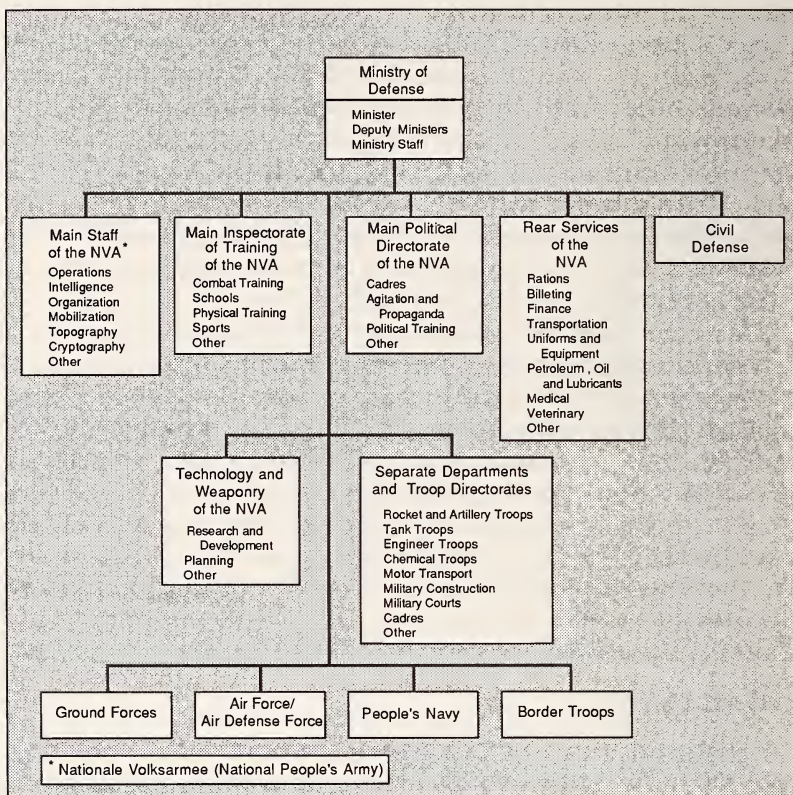 Ministry of
Defense
Minister
Deputy Ministers
Ministry Staff
Main Staff
of the NVA*
Operations
Intelligence
Organization
Mobilization
Topography
Cryptography
Other
Main Inspectorate
of Training
of the NVA
Combat Training
Schools
Physical Training
Sports
Other
Main Political
Directorate
of the NVA
Cadres
Agitation and
Propaganda
Political Training
Other
Rear Services
of the
NVA
Rations
Billeting
Finance
Transportation
Uniforms and
Equipment
Petroleum , Oil
and Lubricants
Medical
Veterinary
Other
Civil
Defense
Technology and
Weaponry
of the NVA
Research and
Development
Planning
Other
Separate Departments
and Troop Directorates
Rocket and Artillery Troops
Tank Troops
Engineer Troops
Chemical Troops
Motor Transport
Military Construction
Military Courts
Cadres
Other
Ground Forces
Air Force/
Air Defense Force
People's Navy
Border Troops
* Nationale Volksarmee (National People's Army)